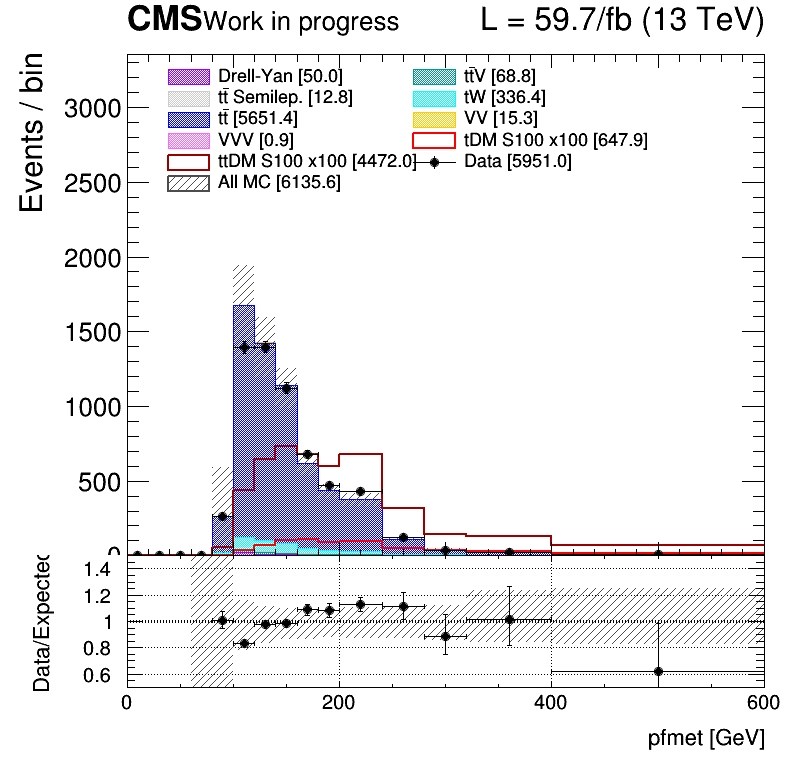 CMS Work in progress L = 59.7/fb (13 TeV)
Events / bin
Drell-Yan [50.0] tt̄V [68.8]
tt̄ Semilep. [12.8] tW [336.4]
tt̄ [5651.4] VV [15.3]
VVV [0.9] tDM S100 x100 [647.9]
ttDM S100 x100 [4472.0] Data [5951.0]
All MC [6135.6]
3000
2500
2000
1500
1000
500
0
Data/Expected
1.4
1.2
1
0.8
0.6
0 200 400 600
pfmet [GeV]